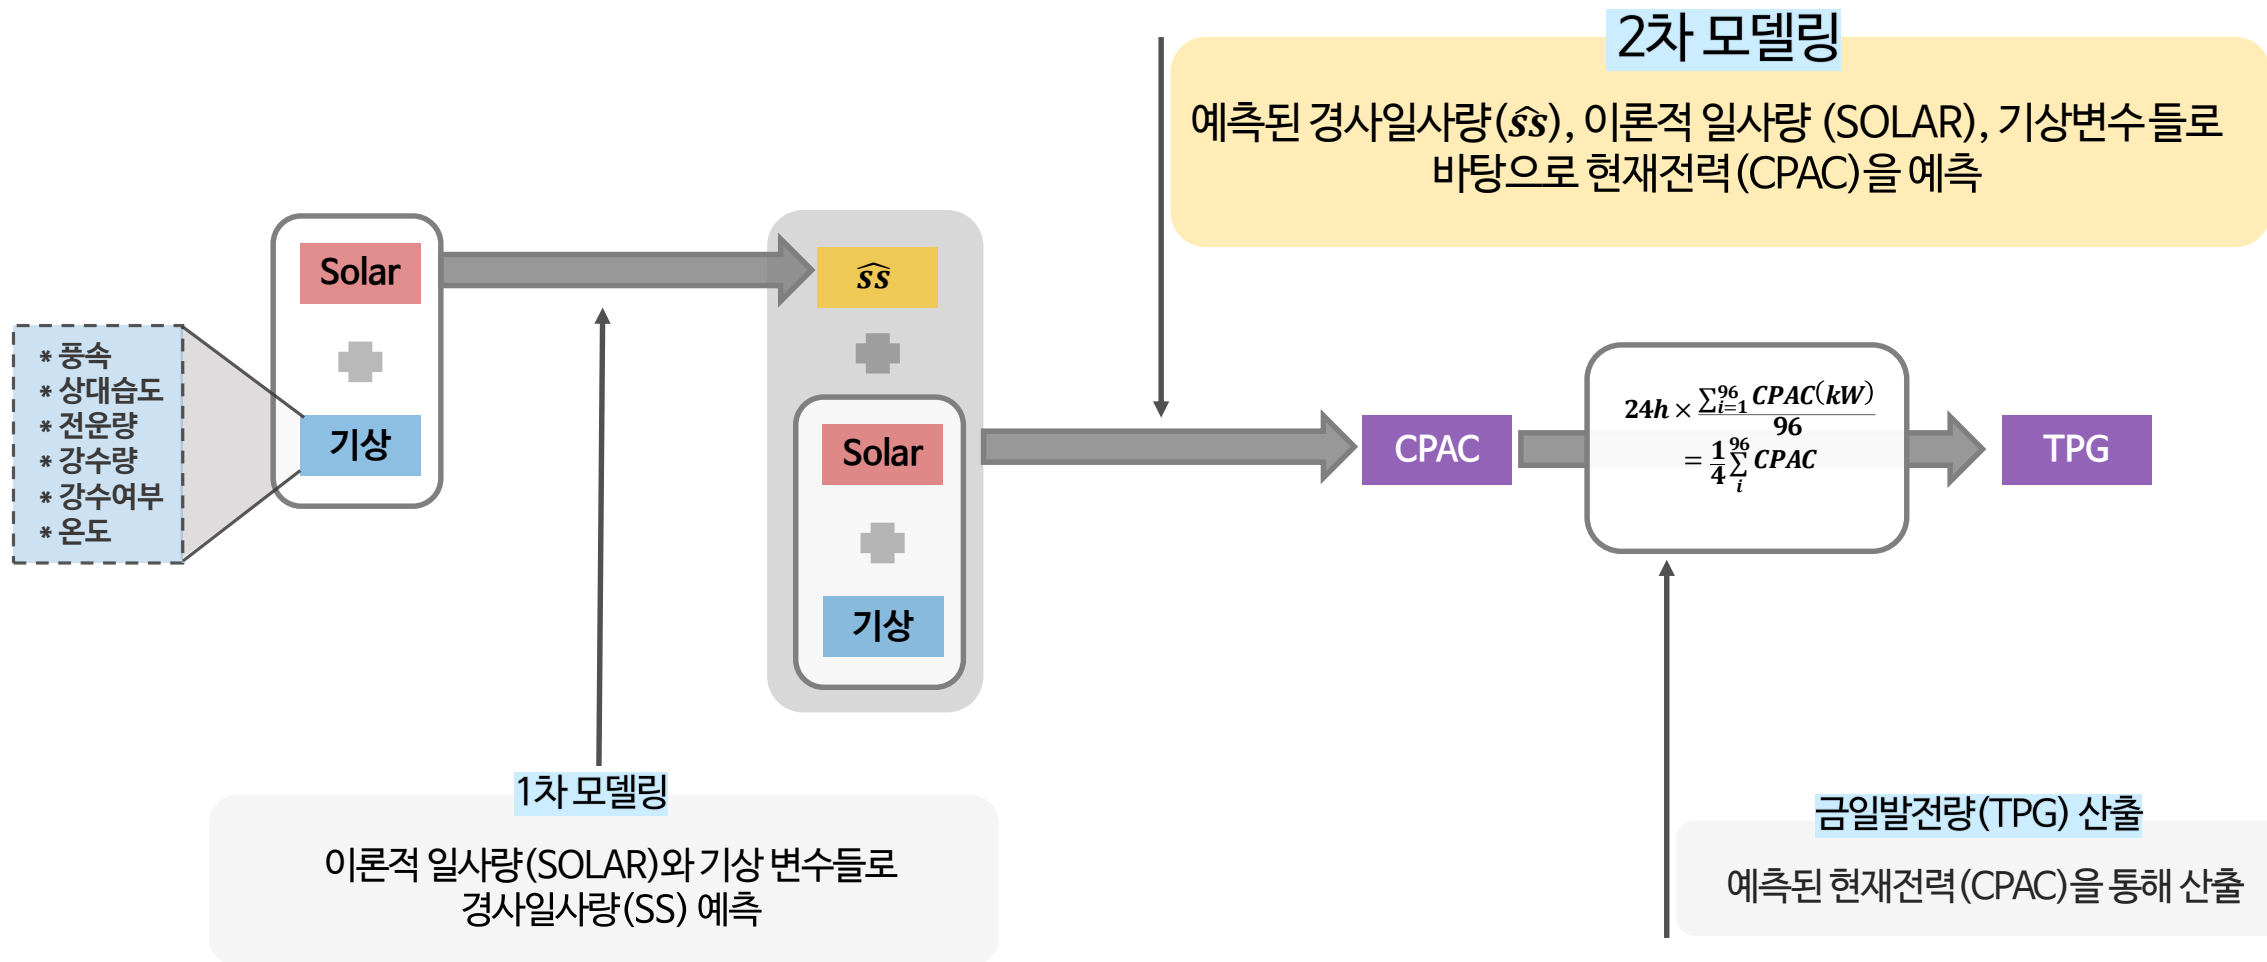 2차 모델링
예측된 경사일사량(ŝs), 이론적 일사량 (SOLAR), 기상변수들로
바탕으로 현재전력(CPAC)을 예측
* 풍속
* 상대습도
* 전운량
* 강수량
* 강수여부
* 온도
Solar
기상
ŝs
Solar
기상
CPAC
24h × ∑_{i=1}^{96} CPAC(kW) / 96
= 1/4 ∑_{i}^{96} CPAC
TPG
1차 모델링
이론적 일사량(SOLAR)와 기상 변수들로
경사일사량(SS) 예측
금일발전량(TPG) 산출
예측된 현재전력(CPAC)을 통해 산출